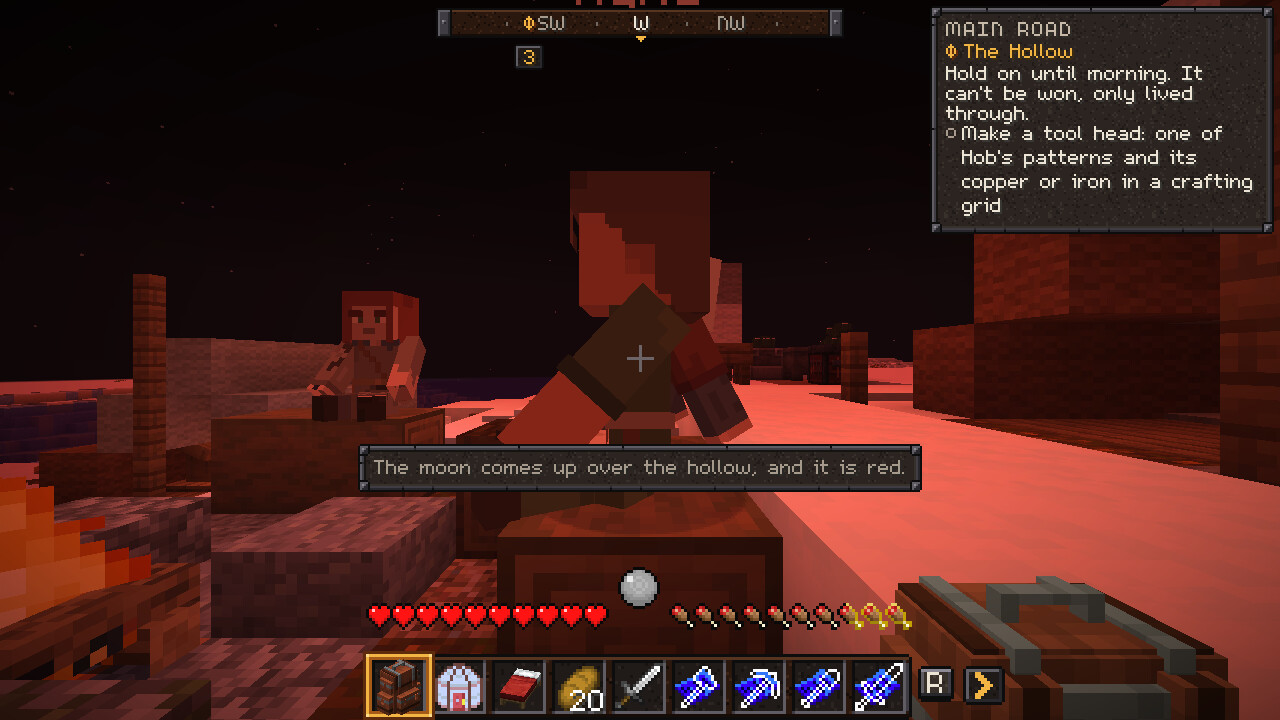 SW W NW
3
MAIN ROAD
The Hollow
Hold on until morning. It
can't be won, only lived
through.
Make a tool head: one of
Hob's patterns and its
copper or iron in a crafting
grid
The moon comes up over the hollow, and it is red.
20
R